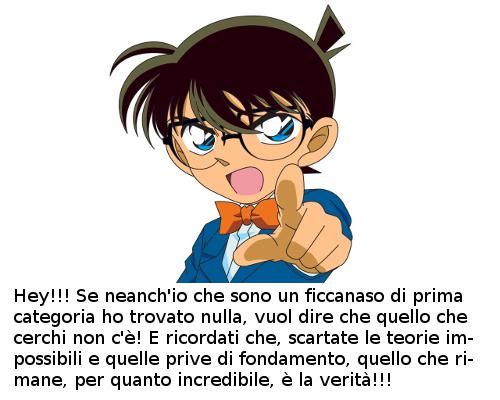 Hey!!! Se neanch'io che sono un ficcanaso di prima
categoria ho trovato nulla, vuol dire che quello che
cerchi non c'è! E ricordati che, scartate le teorie im-
possibili e quelle prive di fondamento, quello che ri-
mane, per quanto incredibile, è la verità!!!